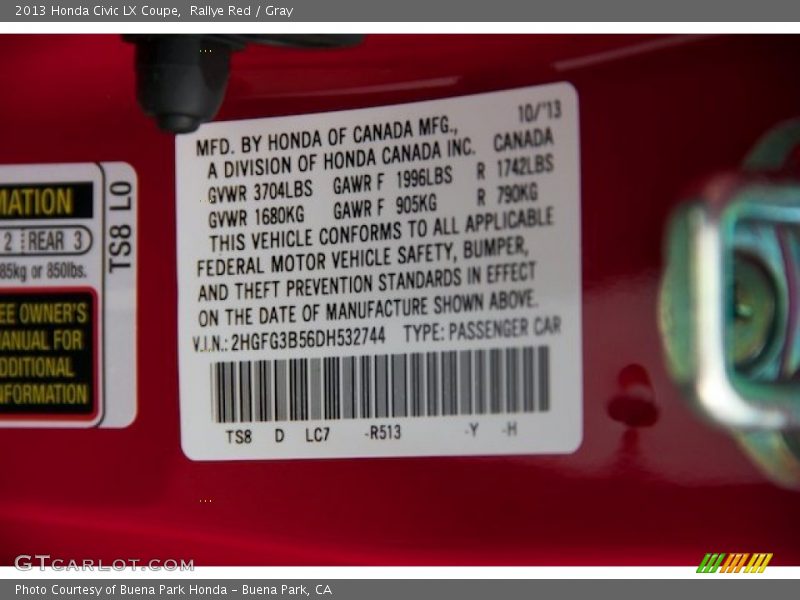 2013 Honda Civic LX Coupe,  Rallye Red / Gray
MATION
2 REAR 3
85kg or 850lbs.
EE OWNER'S
MANUAL FOR
DDITIONAL
NFORMATION
TS8 LO
10/'13
MFD. BY HONDA OF CANADA MFG.,
A DIVISION OF HONDA CANADA INC. CANADA
GVWR 3704LBS GAWR F 1996LBS R 1742LBS
GVWR 1680KG GAWR F 905KG R 790KG
THIS VEHICLE CONFORMS TO ALL APPLICABLE
FEDERAL MOTOR VEHICLE SAFETY, BUMPER,
AND THEFT PREVENTION STANDARDS IN EFFECT
ON THE DATE OF MANUFACTURE SHOWN ABOVE.
V.I.N.: 2HGFG3B56DH532744 TYPE: PASSENGER CAR
TS8 D LC7 -R513 -Y -H
GTCARLOT.COM
Photo Courtesy of Buena Park Honda - Buena Park, CA